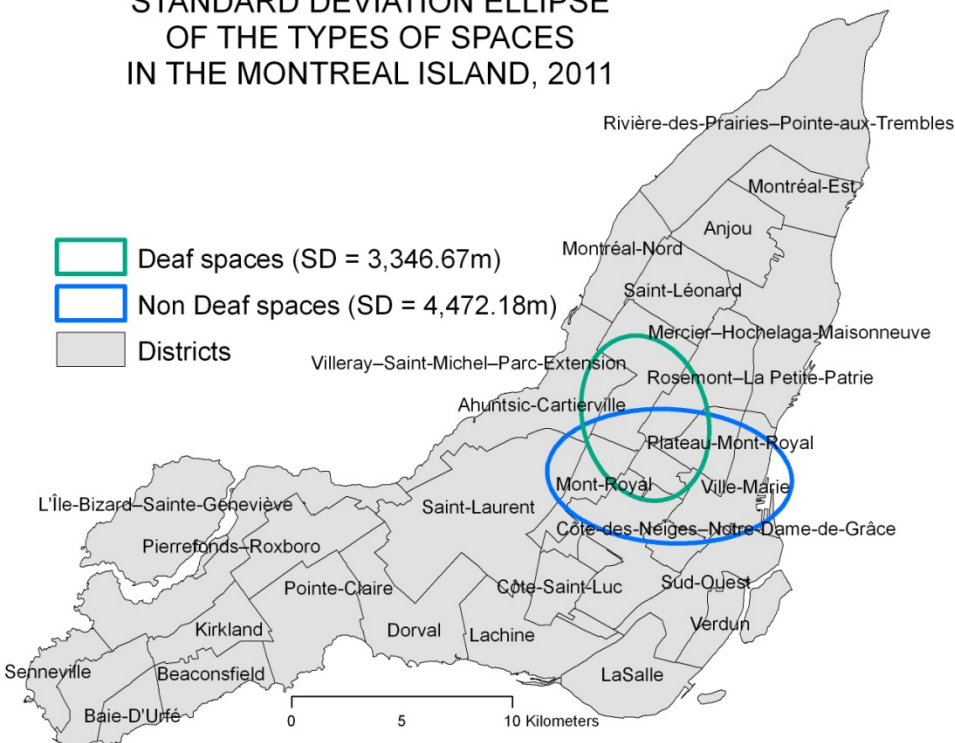 STANDARD DEVIATION ELLIPSE
OF THE TYPES OF SPACES
IN THE MONTREAL ISLAND, 2011
Rivière-des-Prairies–Pointe-aux-Trembles
Montréal-Est
Anjou
Montréal-Nord
Deaf spaces (SD = 3,346.67m)
Saint-Léonard
Non Deaf spaces (SD = 4,472.18m)
Mercier–Hochelaga-Maisonneuve
Districts
Villeray–Saint-Michel–Parc-Extension
Rosemont–La Petite-Patrie
Ahuntsic-Cartierville
Plateau-Mont-Royal
Mont-Royal
Ville-Marie
L'Île-Bizard–Sainte-Geneviève
Saint-Laurent
Côte-des-Neiges–Notre-Dame-de-Grâce
Pierrefonds–Roxboro
Pointe-Claire
Côte-Saint-Luc
Sud-Ouest
Kirkland
Dorval
Lachine
Verdun
Senneville
Beaconsfield
LaSalle
Baie-D'Urfé
0 5 10 Kilometers